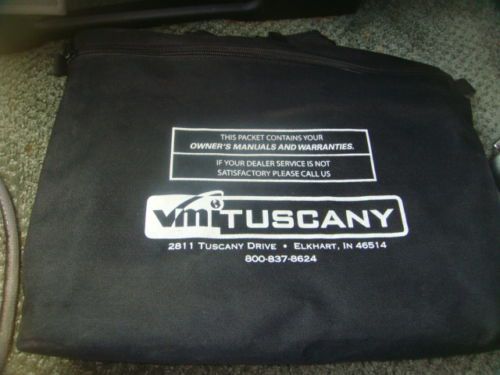 THIS PACKET CONTAINS YOUR
OWNER'S MANUALS AND WARRANTIES.
IF YOUR DEALER SERVICE IS NOT
SATISFACTORY PLEASE CALL US
vmi TUSCANY
2811 TUSCANY DRIVE • ELKHART, IN 46514
800-837-8624